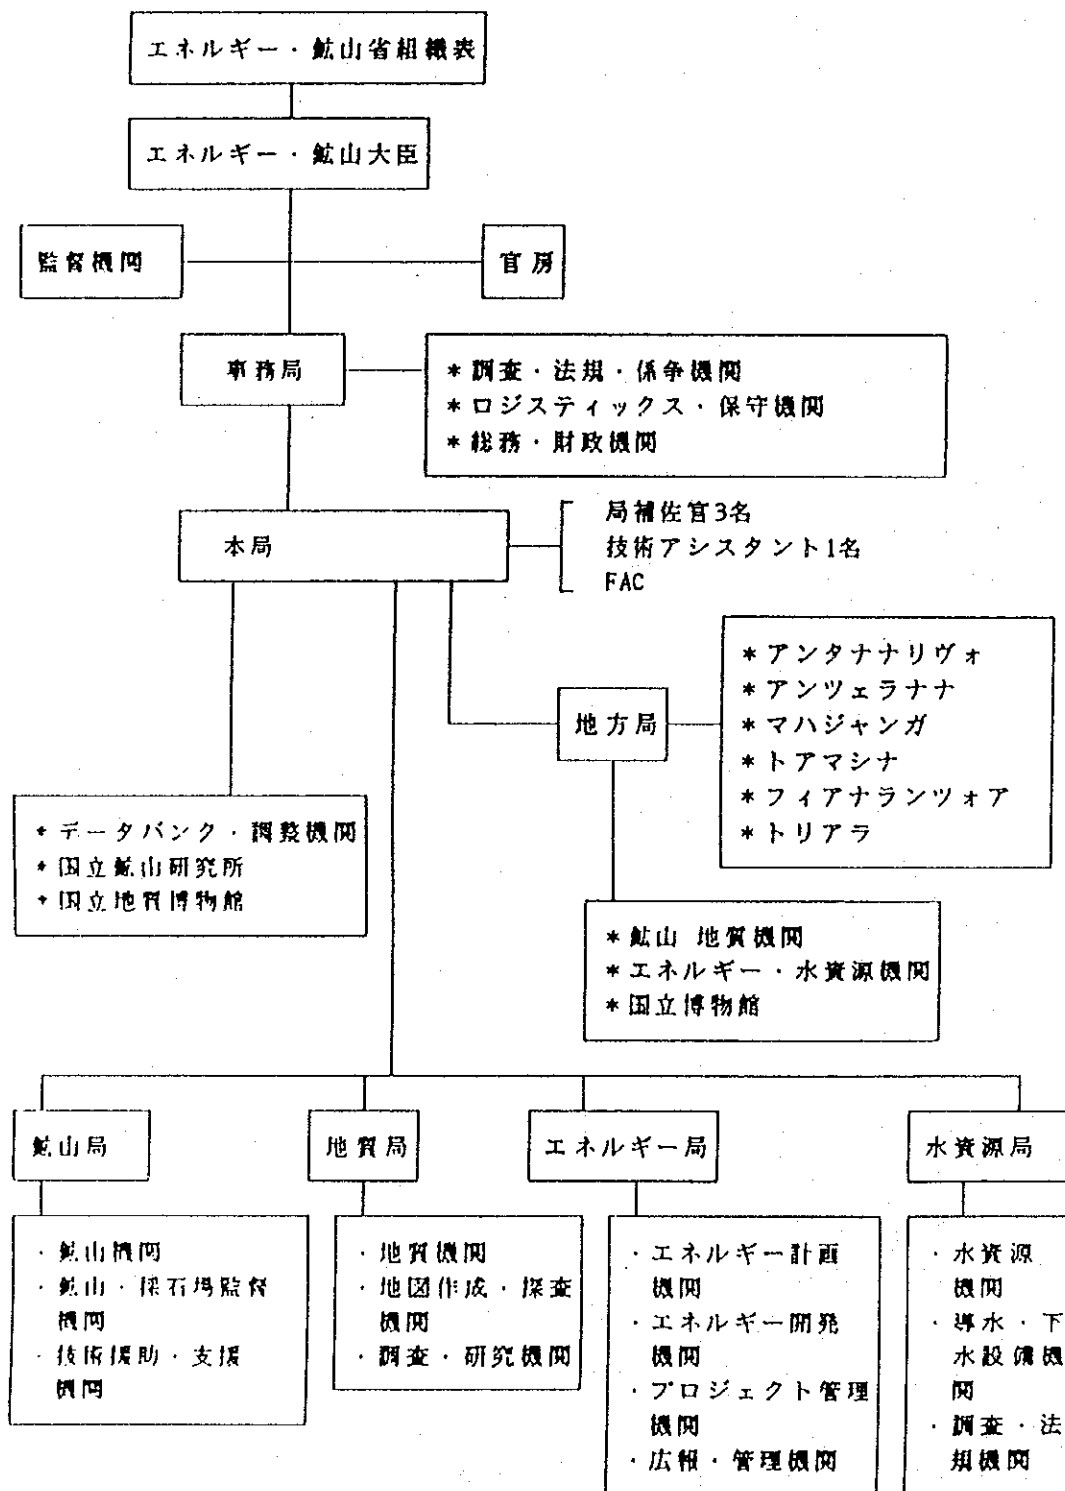 エネルギー・鉱山省組織表
エネルギー・鉱山大臣
監督機関
官房
事務局
＊調査・法規・係争機関
＊ロジスティックス・保守機関
＊総務・財政機関
本局
局補佐官3名
技術アシスタント1名
FAC
＊アンタナナリヴォ
＊アンツェラナナ
＊マハジャンガ
＊トアマシナ
＊フィアナランツォア
＊トリアラ
地方局
＊データバンク・調整機関
＊国立鉱山研究所
＊国立地質博物館
＊鉱山 地質機関
＊エネルギー・水資源機関
＊国立博物館
鉱山局
地質局
エネルギー局
水資源局
・鉱山機関
・鉱山・採石場監督
機関
・技術援助・支援
機関
・地質機関
・地図作成・探査
機関
・調査・研究機関
・エネルギー計画
機関
・エネルギー開発
機関
・プロジェクト管理
機関
・広報・管理機関
・水資源
機関
・導水・下
水設備機
関
・調査・法
規機関